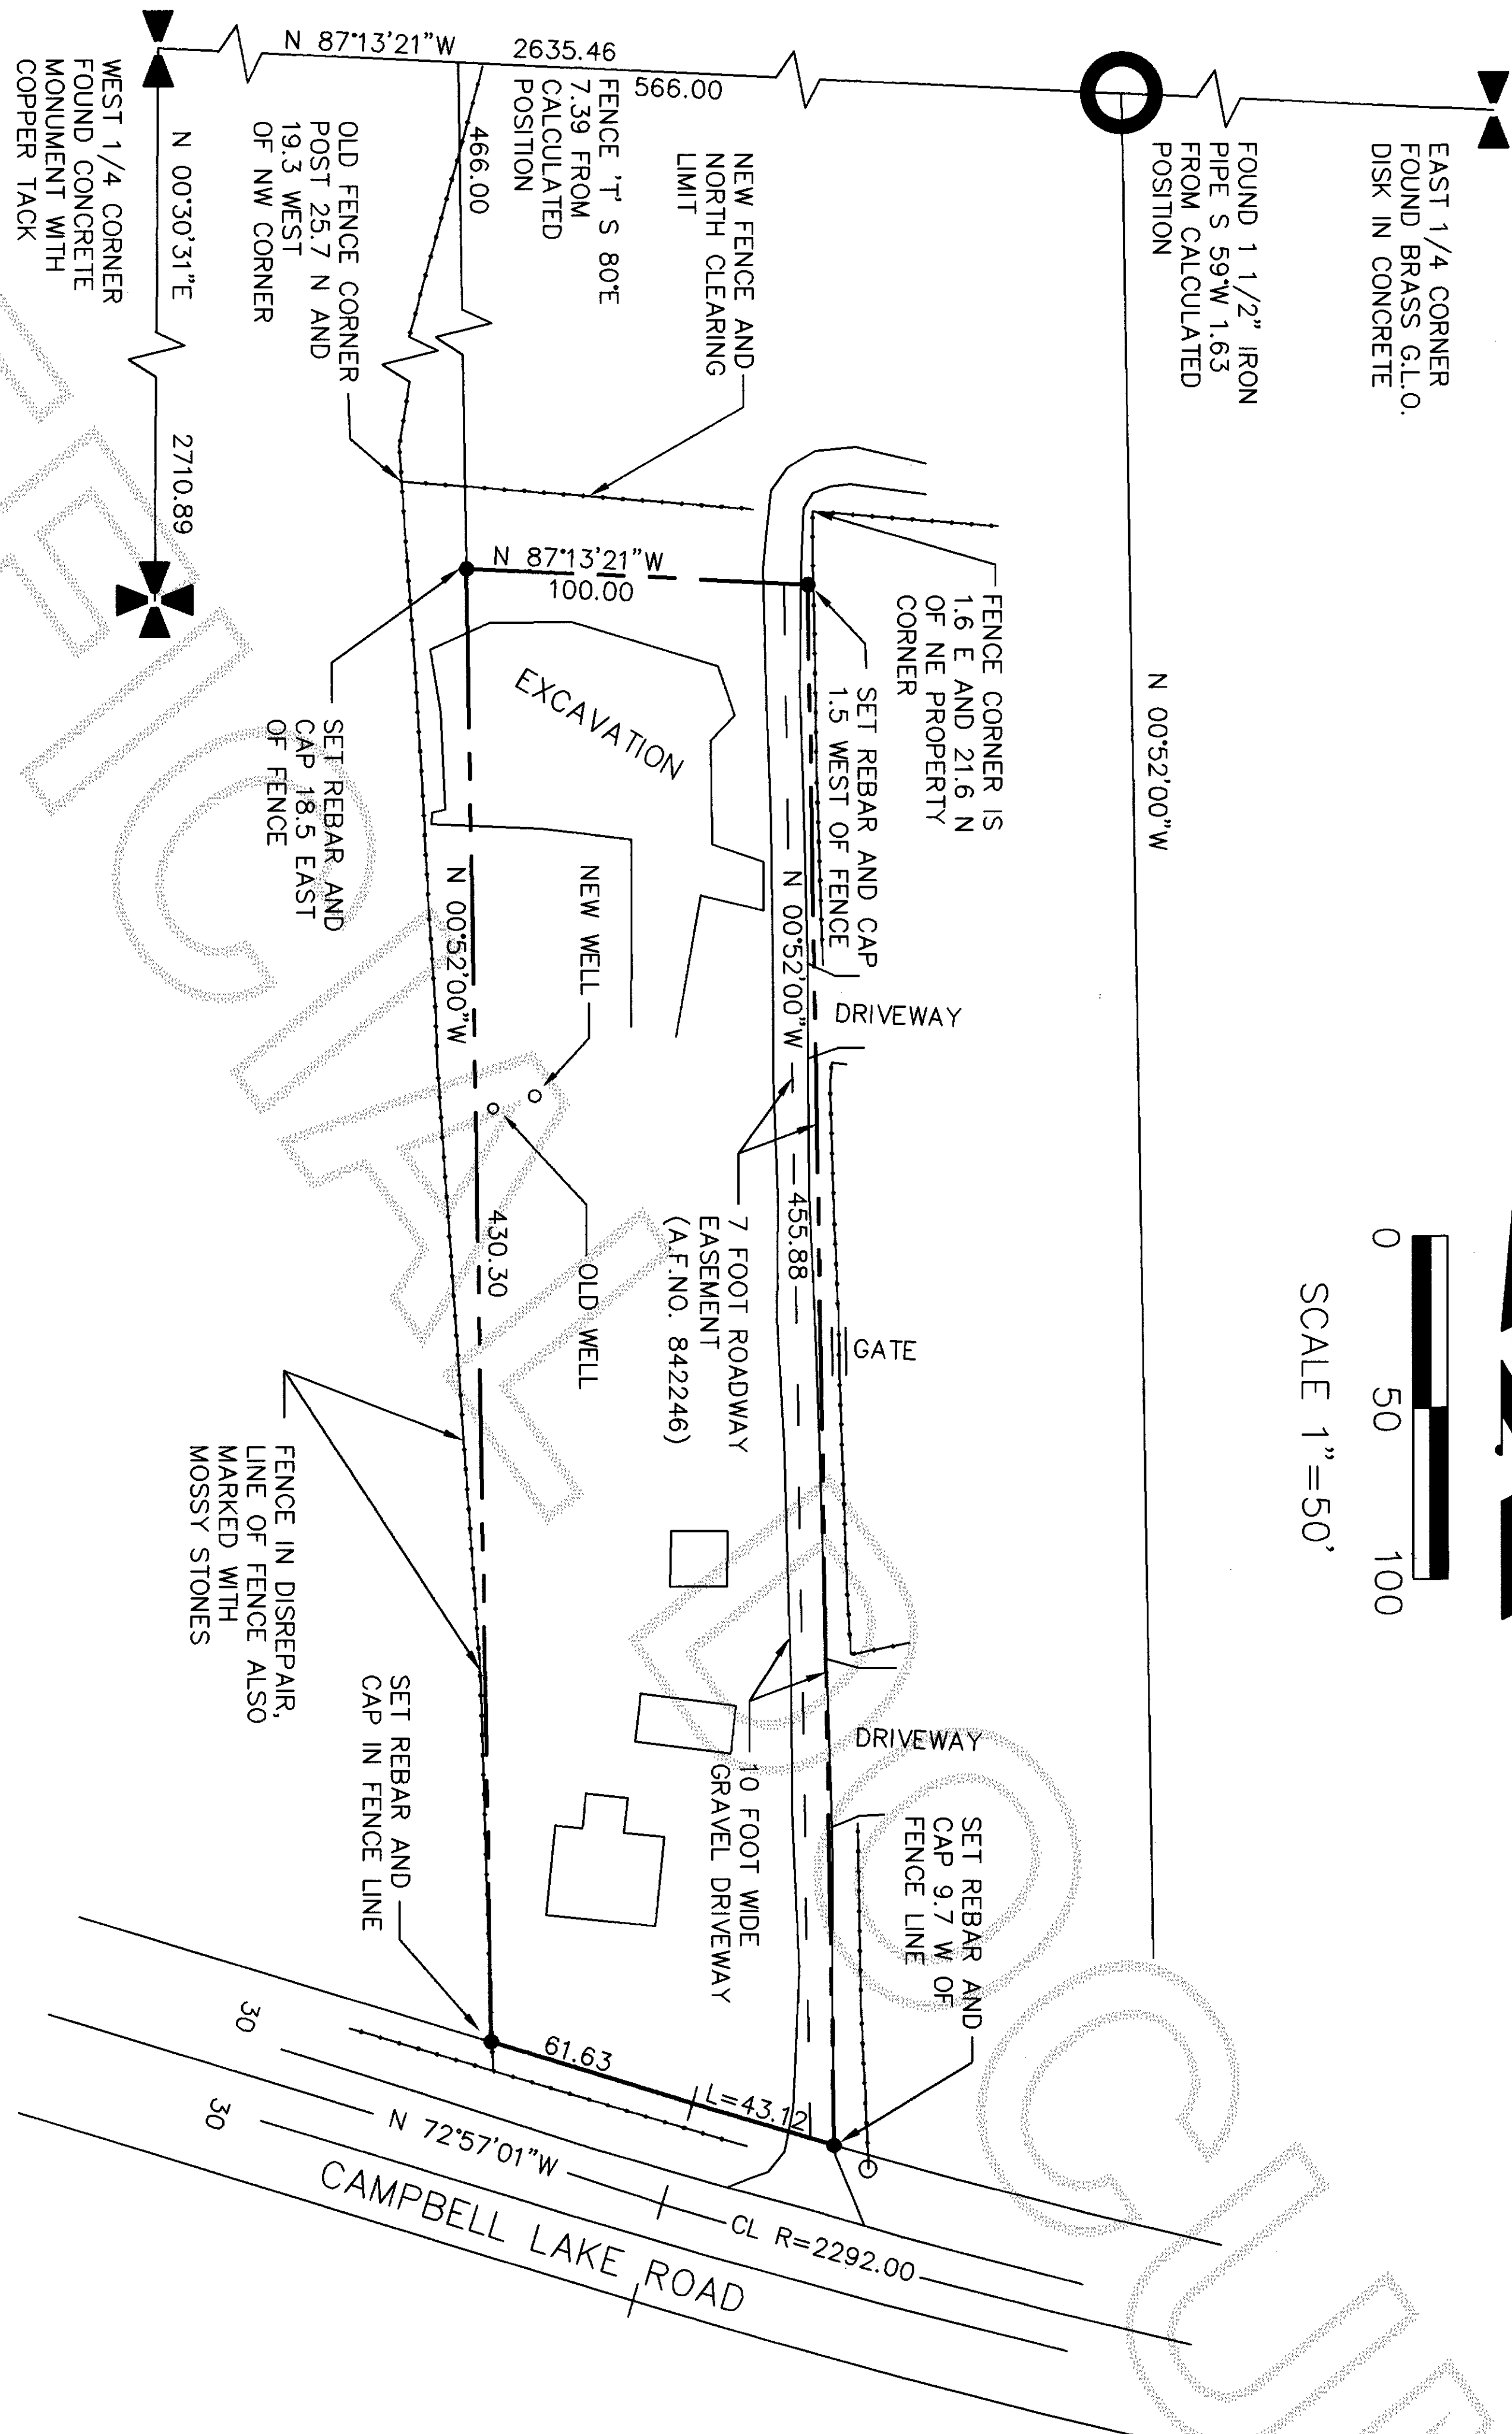 EAST 1/4 CORNER
FOUND BRASS G.L.O.
DISK IN CONCRETE
FOUND 1 1/2" IRON
PIPE S 59°W 1.63
FROM CALCULATED
POSITION
N 87°13'21"W
2635.46
566.00
FENCE 'T' S 80°E
7.39 FROM
CALCULATED
POSITION
466.00
NEW FENCE AND
NORTH CLEARING
LIMIT
OLD FENCE CORNER
POST 25.7 N AND
19.3 WEST
OF NW CORNER
N 00°30'31"E
2710.89
WEST 1/4 CORNER
FOUND CONCRETE
MONUMENT WITH
COPPER TACK
N 87°13'21"W
100.00
FENCE CORNER IS
1.6 E AND 21.6 N
OF NE PROPERTY
CORNER
SET REBAR AND CAP
1.5 WEST OF FENCE
N 00°52'00"W
EXCAVATION
SET REBAR AND
CAP 18.5 EAST
OF FENCE
N 00°52'00"W
430.30
NEW WELL
OLD WELL
N 00°52'00"W
455.88
DRIVEWAY
7 FOOT ROADWAY
EASEMENT
(A.F.NO. 842246)
GATE
0 50 100
SCALE 1"=50'
FENCE IN DISREPAIR,
LINE OF FENCE ALSO
MARKED WITH
MOSSY STONES
SET REBAR AND
CAP IN FENCE LINE
10 FOOT WIDE
GRAVEL DRIVEWAY
DRIVEWAY
SET REBAR AND
CAP 9.7 W OF
FENCE LINE
61.63
L=43.12
30
30
N 72°57'01"W
CL R=2292.00
CAMPBELL LAKE ROAD
FICIAL DOCU